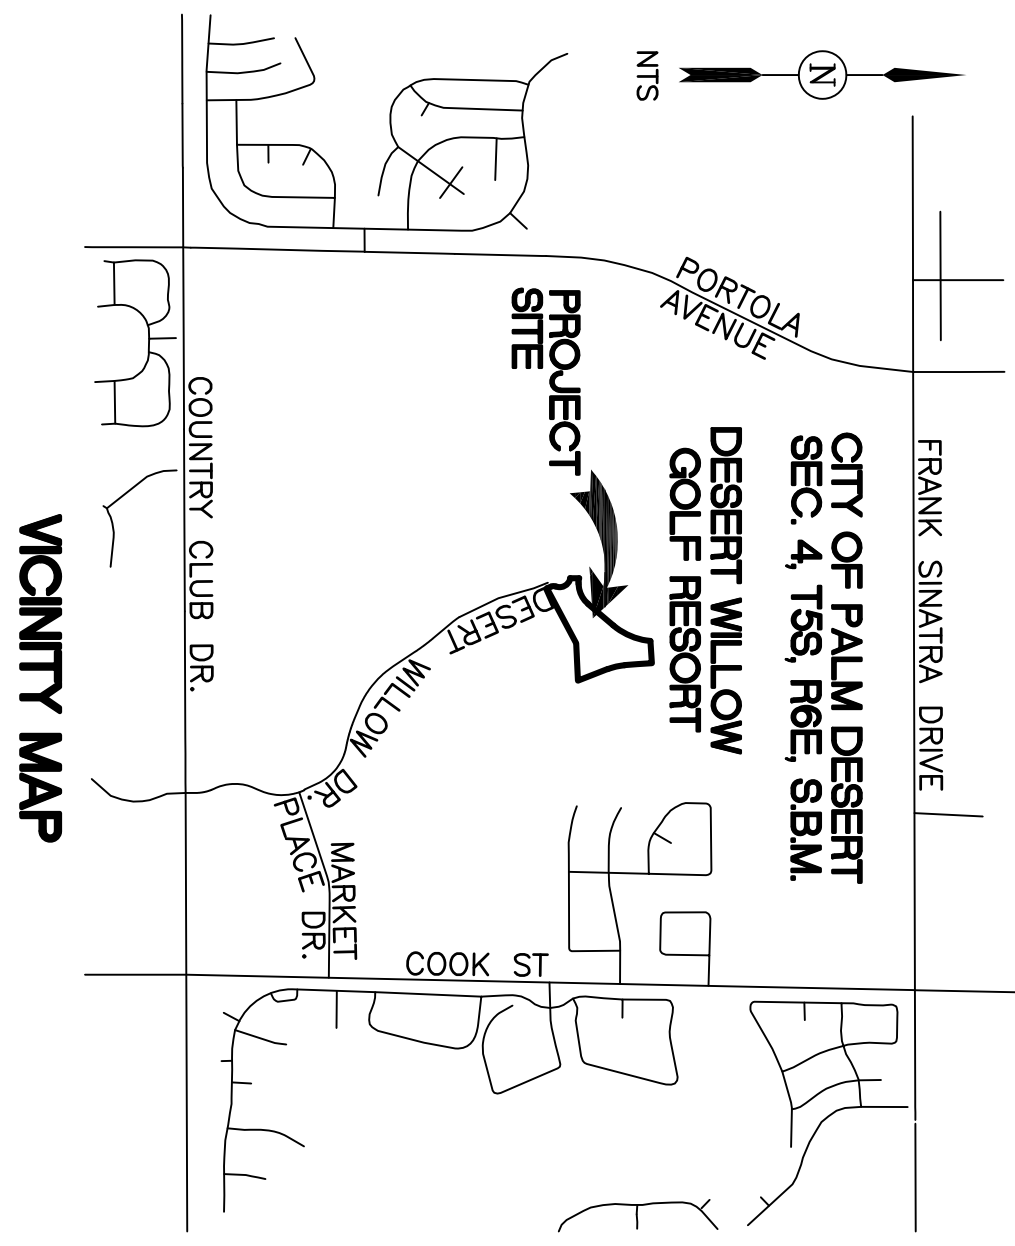 N
NTS
FRANK SINATRA DRIVE
CITY OF PALM DESERT
SEC. 4, T5S, R6E, S.B.M.
PORTOLA
AVENUE
DESERT WILLOW
GOLF RESORT
PROJECT
SITE
DESERT WILLOW DR.
MARKET
PLACE DR.
COOK ST
COUNTRY CLUB DR.
VICINITY MAP